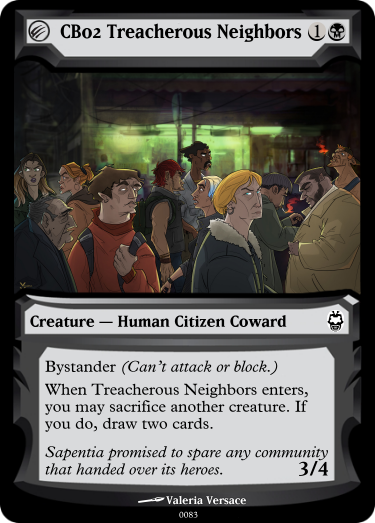 CB02 Treacherous Neighbors 1
Creature — Human Citizen Coward
Bystander (Can't attack or block.)
When Treacherous Neighbors enters,
you may sacrifice another creature. If
you do, draw two cards.
Sapentia promised to spare any community
that handed over its heroes.
3/4
Valeria Versace
0083